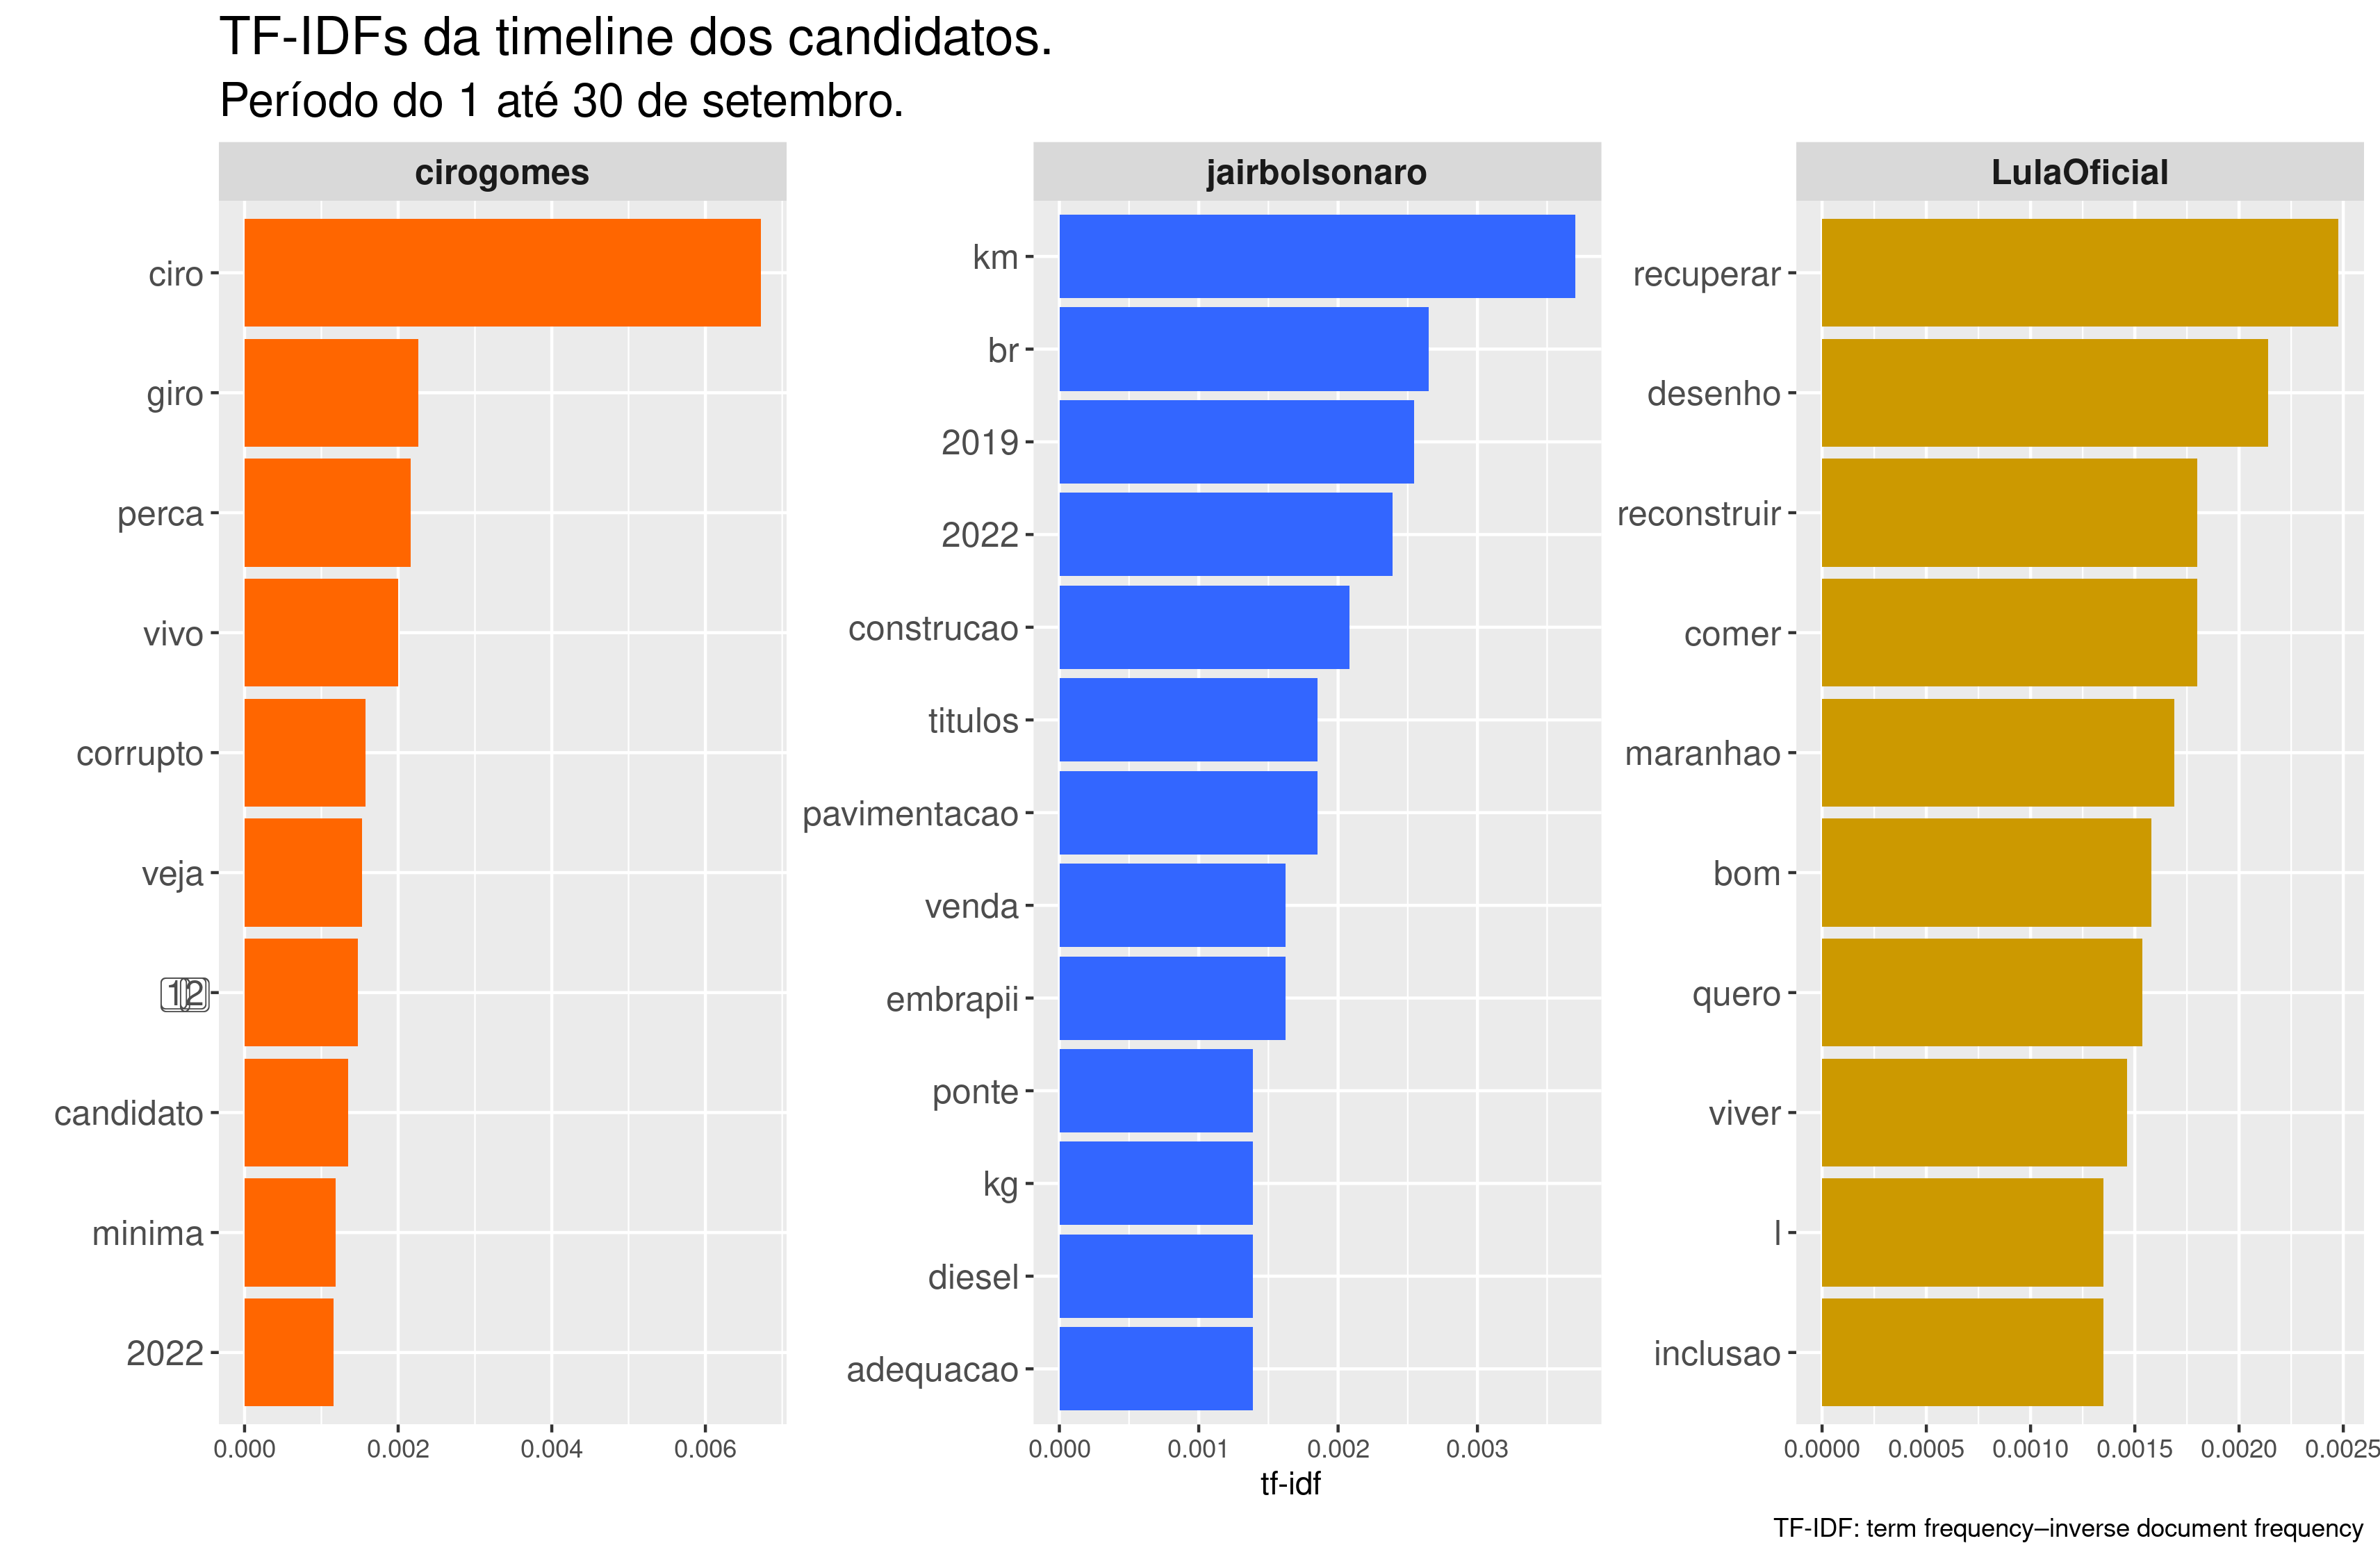 TF-IDFs da timeline dos candidatos.
Período do 1 até 30 de setembro.
cirogomes
ciro
giro
perca
vivo
corrupto
veja
12
candidato
minima
2022
0.000 0.002 0.004 0.006
jairbolsonaro
km
br
2019
2022
construcao
titulos
pavimentacao
venda
embrapii
ponte
kg
diesel
adequacao
0.000 0.001 0.002 0.003
LulaOficial
recuperar
desenho
reconstruir
comer
maranhao
bom
quero
viver
l
inclusao
0.0000 0.0005 0.0010 0.0015 0.0020 0.0025
tf-idf
TF-IDF: term frequency–inverse document frequency